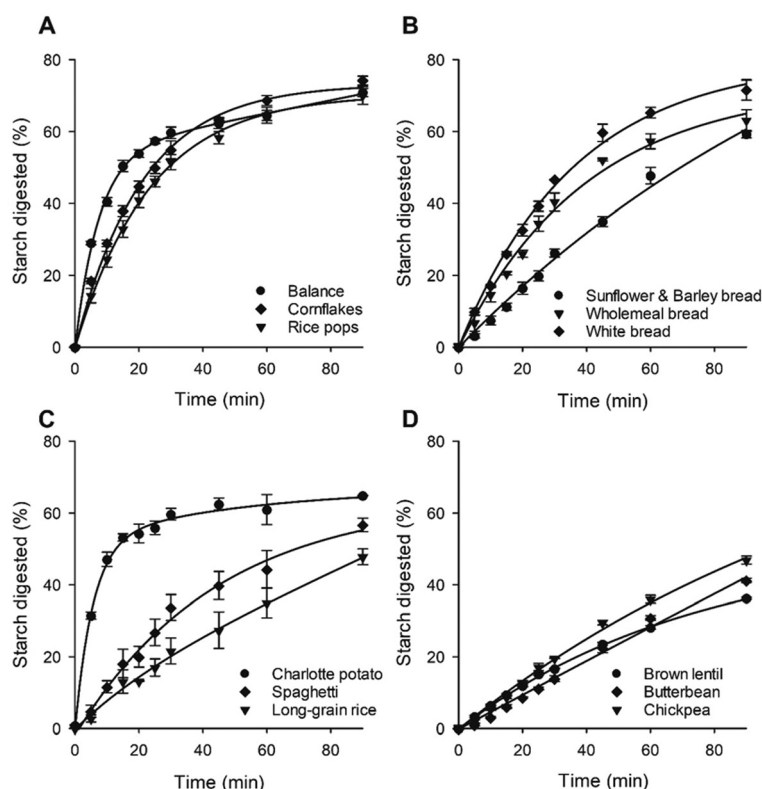 A
80
60
40
20
0
Starch digested (%)
Balance
Cornflakes
Rice pops
0 20 40 60 80
Time (min)
B
80
60
40
20
0
Starch digested (%)
Sunflower & Barley bread
Wholemeal bread
White bread
0 20 40 60 80
Time (min)
C
80
60
40
20
0
Starch digested (%)
Charlotte potato
Spaghetti
Long-grain rice
0 20 40 60 80
Time (min)
D
80
60
40
20
0
Starch digested (%)
Brown lentil
Butterbean
Chickpea
0 20 40 60 80
Time (min)